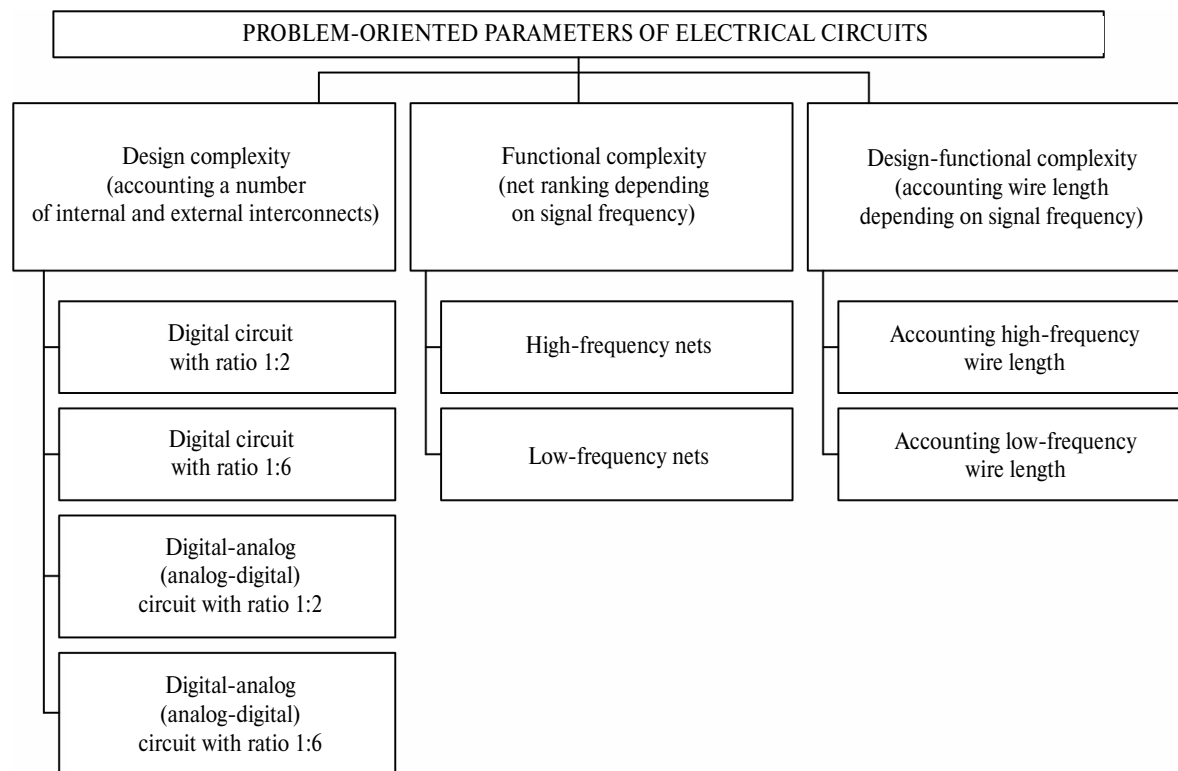 PROBLEM-ORIENTED PARAMETERS OF ELECTRICAL CIRCUITS
Design complexity
(accounting a number
of internal and external interconnects)
Functional complexity
(net ranking depending
on signal frequency)
Design-functional complexity
(accounting wire length
depending on signal frequency)
Digital circuit
with ratio 1:2
Digital circuit
with ratio 1:6
Digital-analog
(analog-digital)
circuit with ratio 1:2
Digital-analog
(analog-digital)
circuit with ratio 1:6
High-frequency nets
Low-frequency nets
Accounting high-frequency
wire length
Accounting low-frequency
wire length